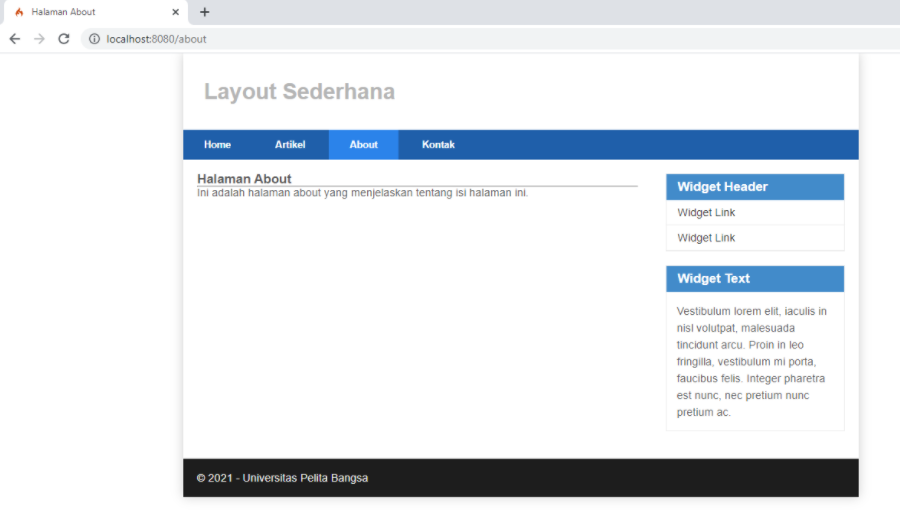 Halaman About
localhost:8080/about
Layout Sederhana
Home Artikel About Kontak
Halaman About
Ini adalah halaman about yang menjelaskan tentang isi halaman ini.
Widget Header
Widget Link
Widget Link
Widget Text
Vestibulum lorem elit, iaculis in
nisl volutpat, malesuada
tincidunt arcu. Proin in leo
fringilla, vestibulum mi porta,
faucibus felis. Integer pharetra
est nunc, nec pretium nunc
pretium ac.
© 2021 - Universitas Pelita Bangsa